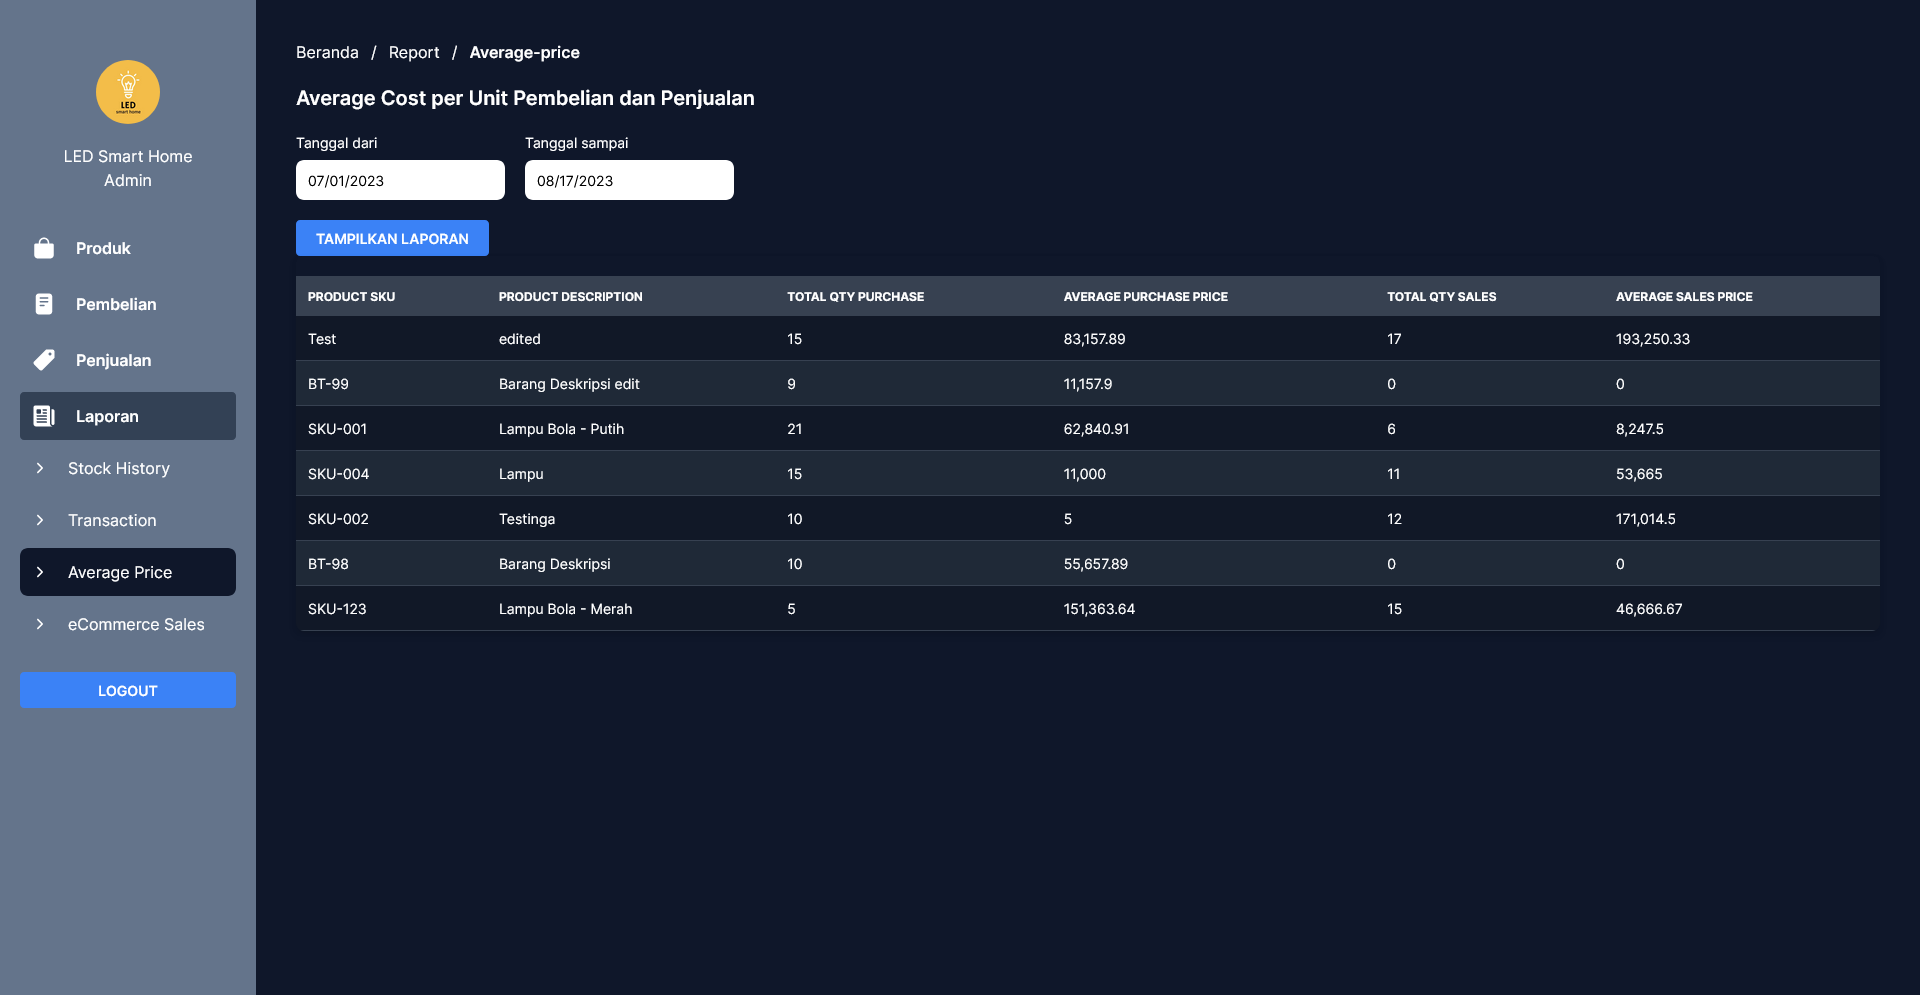 LED
smart home
LED Smart Home
Admin
Produk
Pembelian
Penjualan
Laporan
Stock History
Transaction
Average Price
eCommerce Sales
LOGOUT
Beranda / Report / Average-price
Average Cost per Unit Pembelian dan Penjualan
Tanggal dari Tanggal sampai
07/01/2023 08/17/2023
TAMPILKAN LAPORAN
PRODUCT SKU PRODUCT DESCRIPTION TOTAL QTY PURCHASE AVERAGE PURCHASE PRICE TOTAL QTY SALES AVERAGE SALES PRICE
Test edited 15 83,157.89 17 193,250.33
BT-99 Barang Deskripsi edit 9 11,157.9 0 0
SKU-001 Lampu Bola - Putih 21 62,840.91 6 8,247.5
SKU-004 Lampu 15 11,000 11 53,665
SKU-002 Testinga 10 5 12 171,014.5
BT-98 Barang Deskripsi 10 55,657.89 0 0
SKU-123 Lampu Bola - Merah 5 151,363.64 15 46,666.67